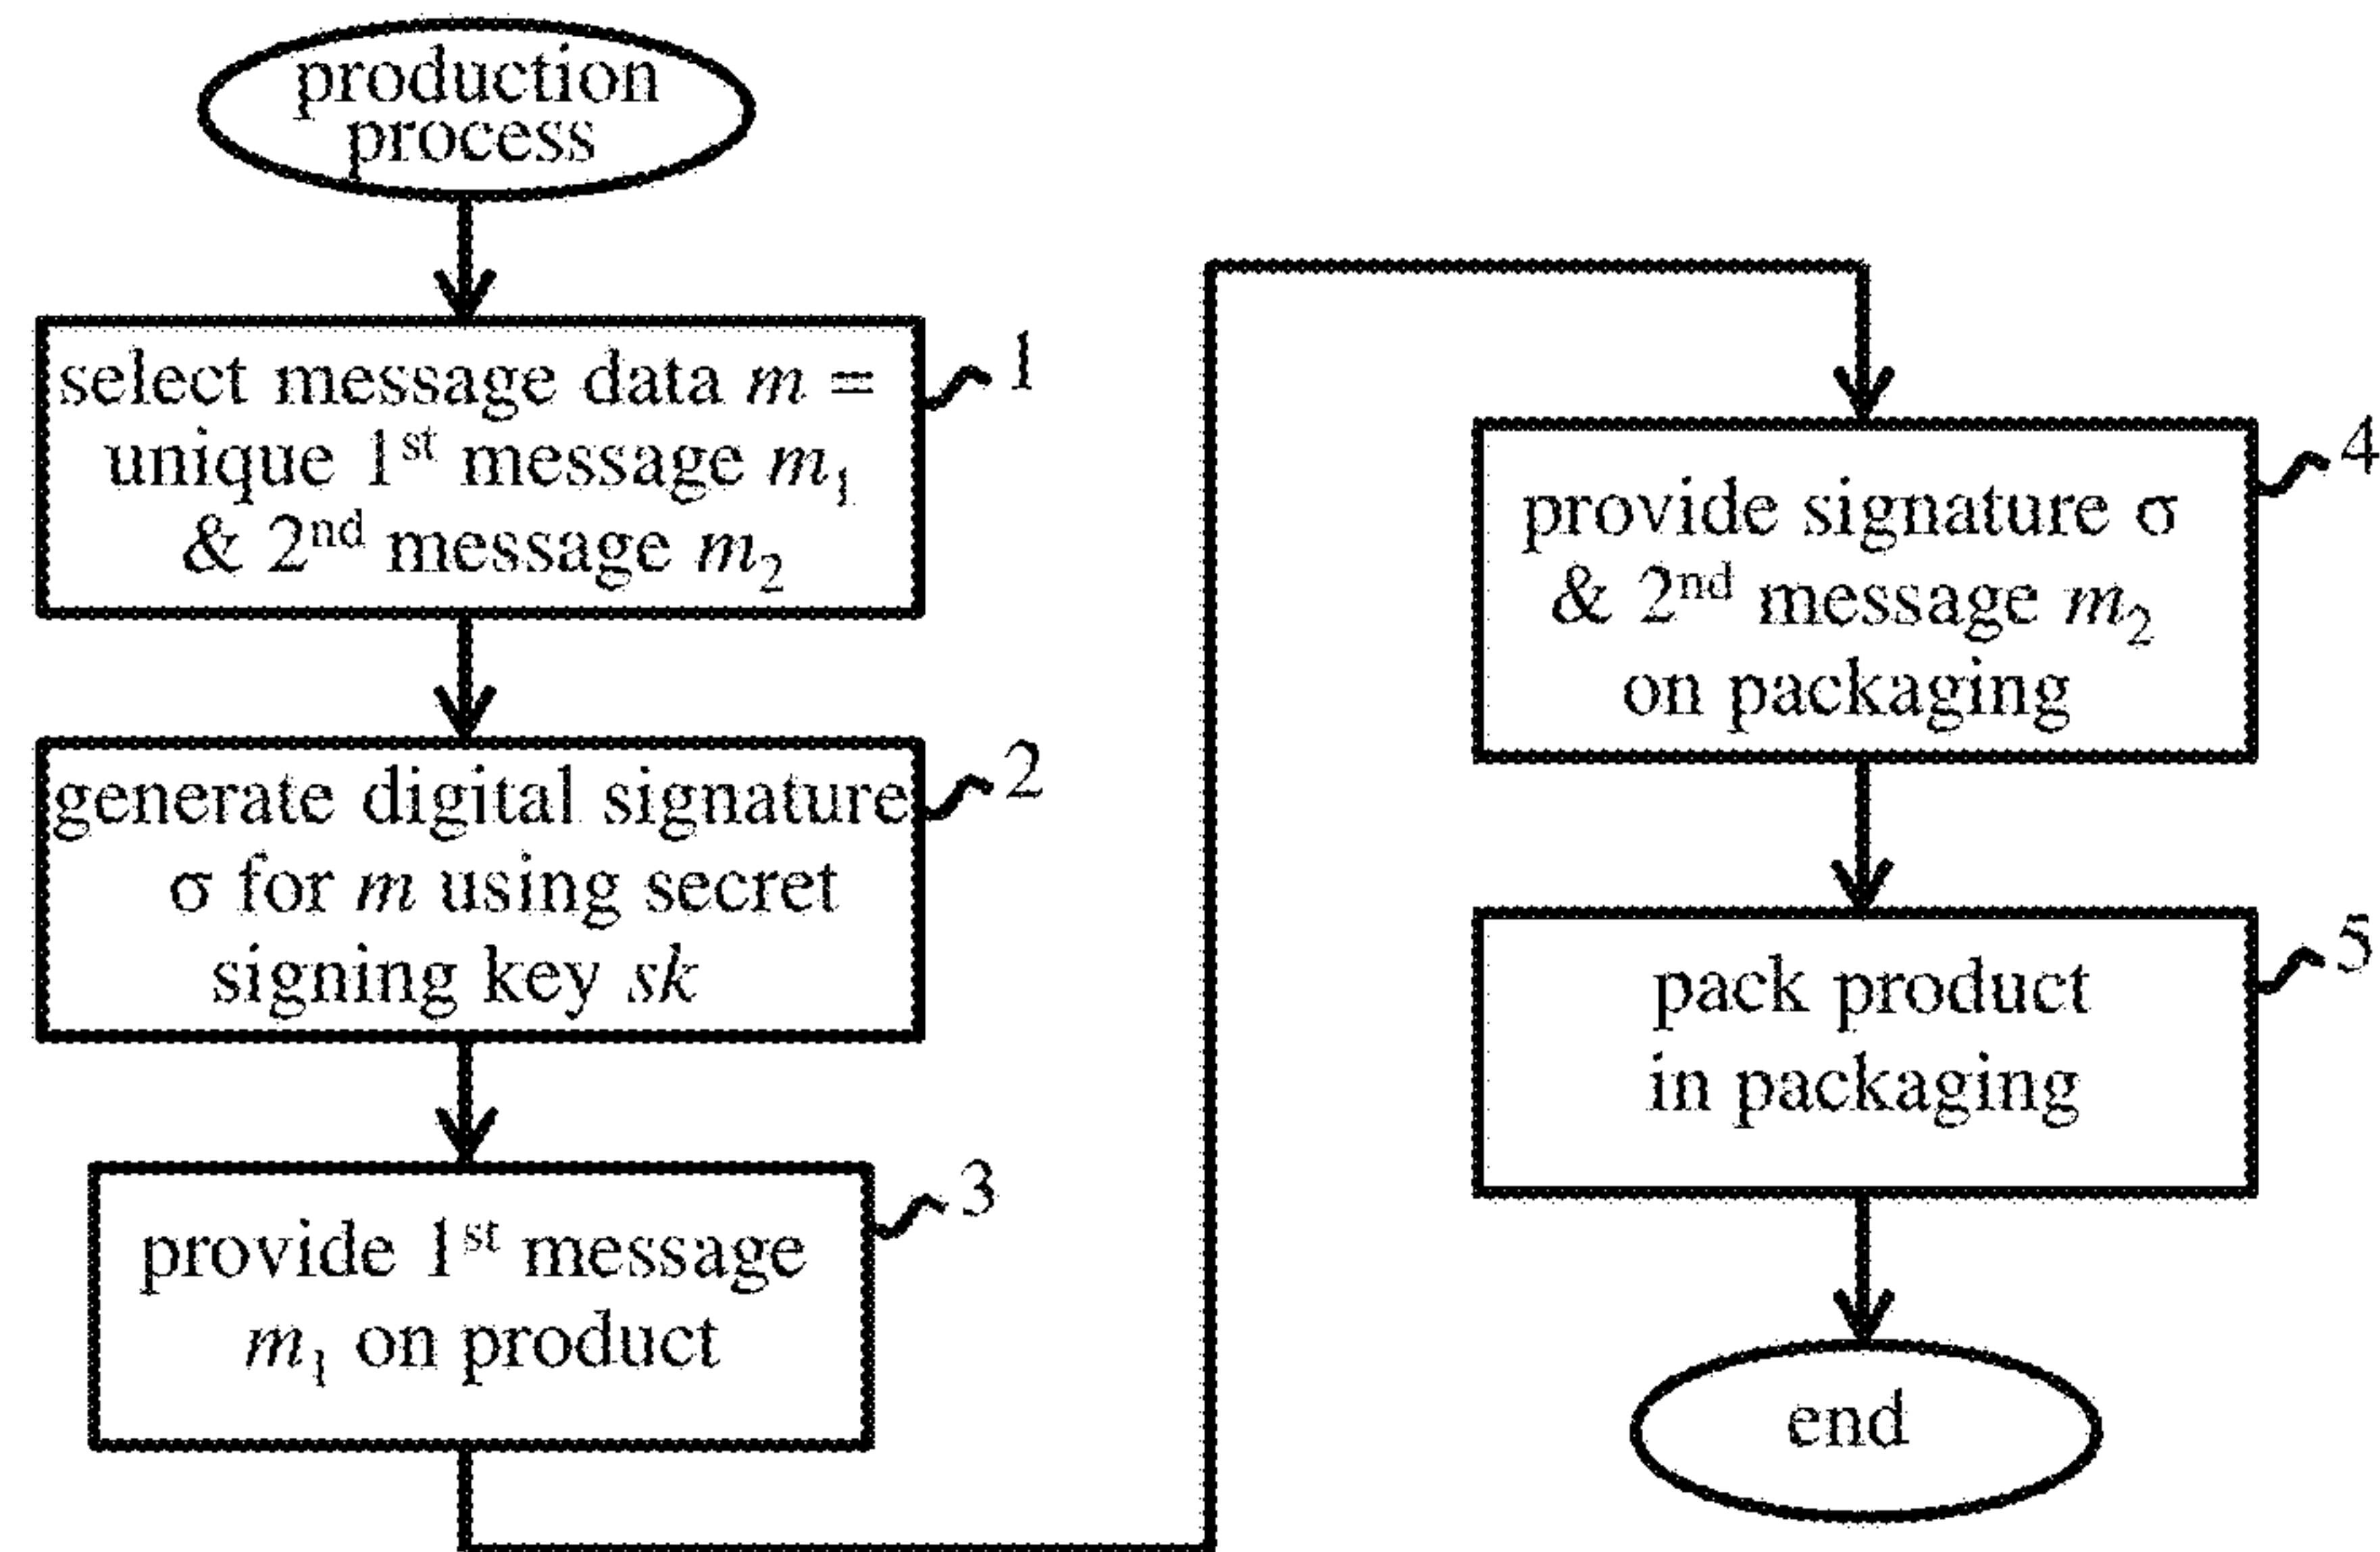 production
process
select message data m =
unique 1st message m1
& 2nd message m2
1
generate digital signature
σ for m using secret
signing key sk
2
provide 1st message
m1 on product
3
provide signature σ
& 2nd message m2
on packaging
4
pack product
in packaging
5
end